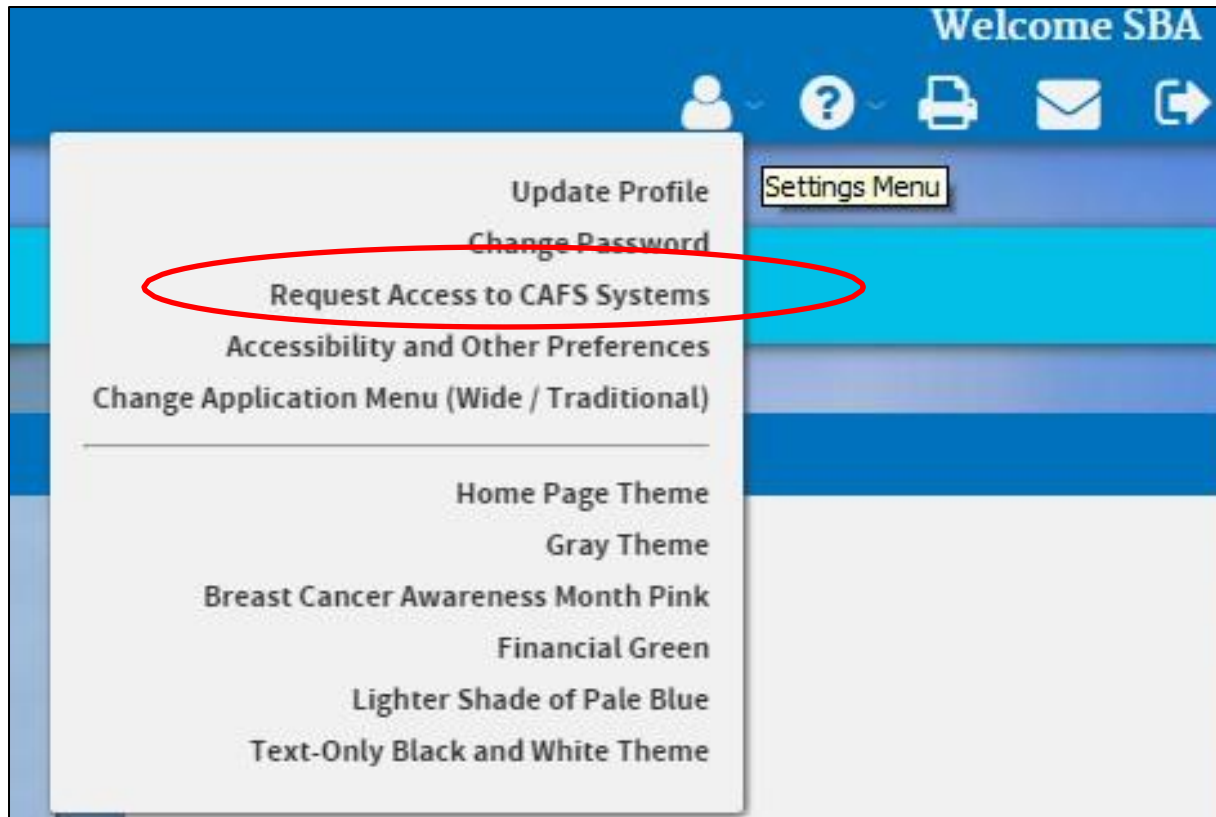 Welcome SBA
Settings Menu
Update Profile
Change Password
Request Access to CAFS Systems
Accessibility and Other Preferences
Change Application Menu (Wide / Traditional)
Home Page Theme
Gray Theme
Breast Cancer Awareness Month Pink
Financial Green
Lighter Shade of Pale Blue
Text-Only Black and White Theme